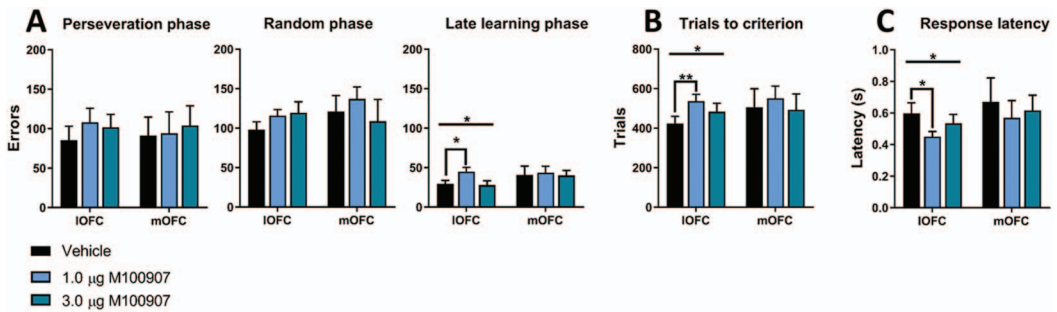 A Perseveration phase Random phase Late learning phase B Trials to criterion C Response latency
Errors
200
150
100
50
0
lOFC mOFC
200
150
100
50
0
lOFC mOFC
200
150
100
50
0
*
*
lOFC mOFC
Trials
800
600
400
200
0
*
**
lOFC mOFC
Latency (s)
1.0
0.8
0.6
0.4
0.2
0.0
*
*
lOFC mOFC
Vehicle
1.0 µg M100907
3.0 µg M100907